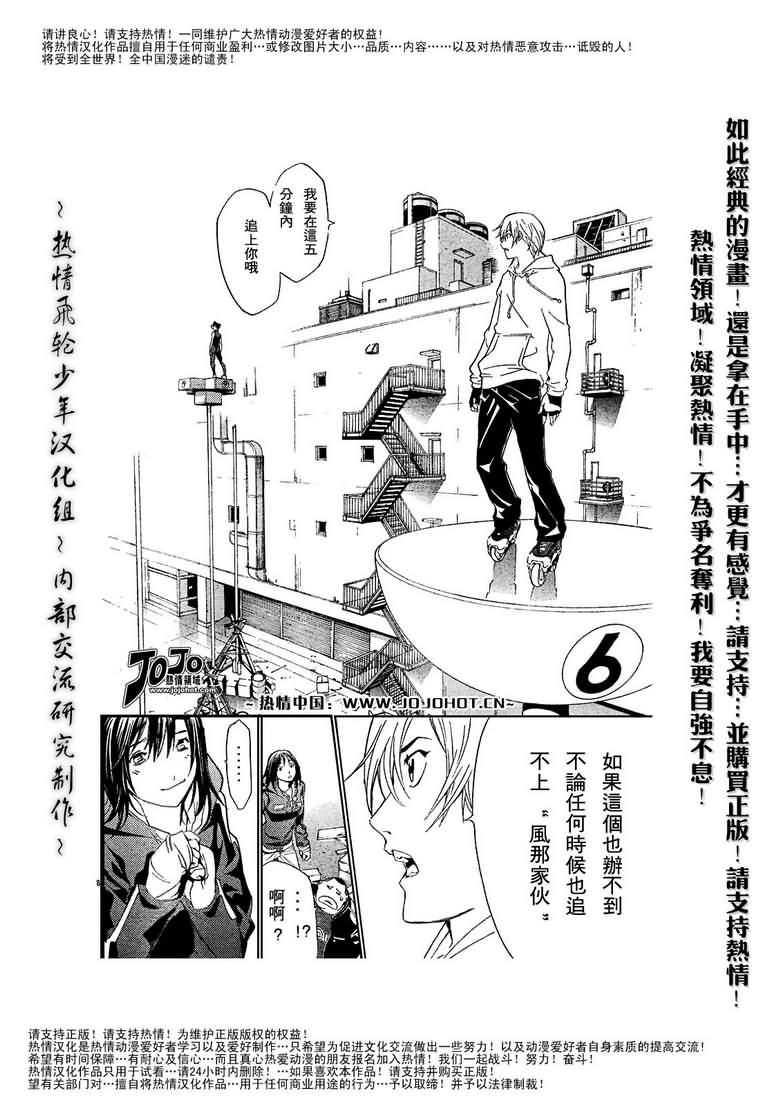 请讲良心！请支持热情！一同维护广大热情动漫爱好者的权益！
将热情汉化作品擅自用于任何商业盈利…或修改图片大小…品质…内容……以及对热情恶意攻击…诋毁的人！
将受到全世界！全中国漫迷的谴责！
如此經典的漫畫！還是拿在手中…才更有感覺…請支持…並購買正版！請支持熱情！
熱情領域！凝聚熱情！不為爭名奪利！我要自強不息！
～热情飛轮少年汉化组～内部交流研究制作～
我要在這五
分鐘內
追上你哦
6
JOJO
熱情領域
www.jojohot.com
~热情中国：WWW.JOJOHOT.CN~
如果這個也辦不到
不論任何時候也追
不上“風那家伙”
…!?
啊啊？
……
…
8
请支持正版！请支持热情！为维护正版版权的权益！
热情汉化是热情动漫爱好者学习以及爱好制作…只希望为促进文化交流做出一些努力！以及动漫爱好者自身素质的提高交流！
希望有时间保障…有耐心及信心…而且真心热爱动漫的朋友报名加入热情！我们一起战斗！努力！奋斗！
热情汉化作品只用于试看…请24小时内删除！…如果喜欢本作品！请支持并购买正版！
望有关部门对…擅自将热情汉化作品…用于任何商业用途的行为…予以取缔！并予以法律制裁！